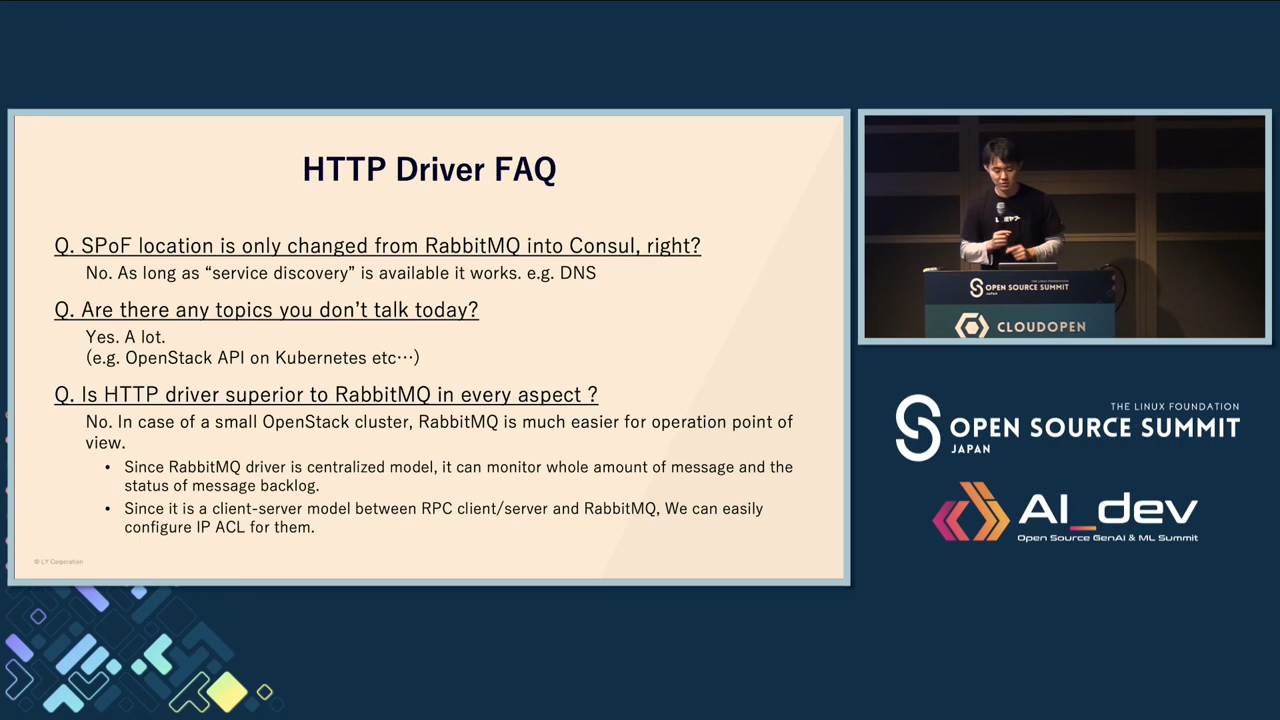 HTTP Driver FAQ
Q. SPoF location is only changed from RabbitMQ into Consul, right?
No. As long as “service discovery” is available it works. e.g. DNS
Q. Are there any topics you don’t talk today?
Yes. A lot.
(e.g. OpenStack API on Kubernetes etc⋯)
Q. Is HTTP driver superior to RabbitMQ in every aspect ?
No. In case of a small OpenStack cluster, RabbitMQ is much easier for operation point of
view.
• Since RabbitMQ driver is centralized model, it can monitor whole amount of message and the
status of message backlog.
• Since it is a client-server model between RPC client/server and RabbitMQ, We can easily
configure IP ACL for them.
© LY Corporation
OPEN SOURCE SUMMIT
JAPAN
CLOUDOPEN
THE LINUX FOUNDATION
OPEN SOURCE SUMMIT
JAPAN
AI_dev
Open Source GenAI & ML Summit